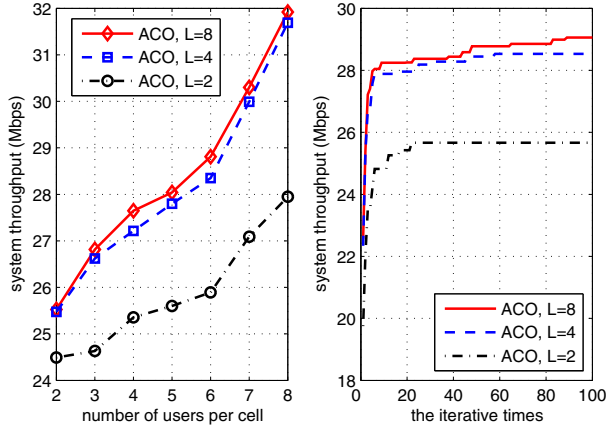 system throughput (Mbps)
32
31
30
29
28
27
26
25
24
2
3
4
5
6
7
8
number of users per cell
ACO, L=8
ACO, L=4
ACO, L=2
system throughput (Mbps)
30
28
26
24
22
20
18
0
20
40
60
80
100
the iterative times
ACO, L=8
ACO, L=4
ACO, L=2